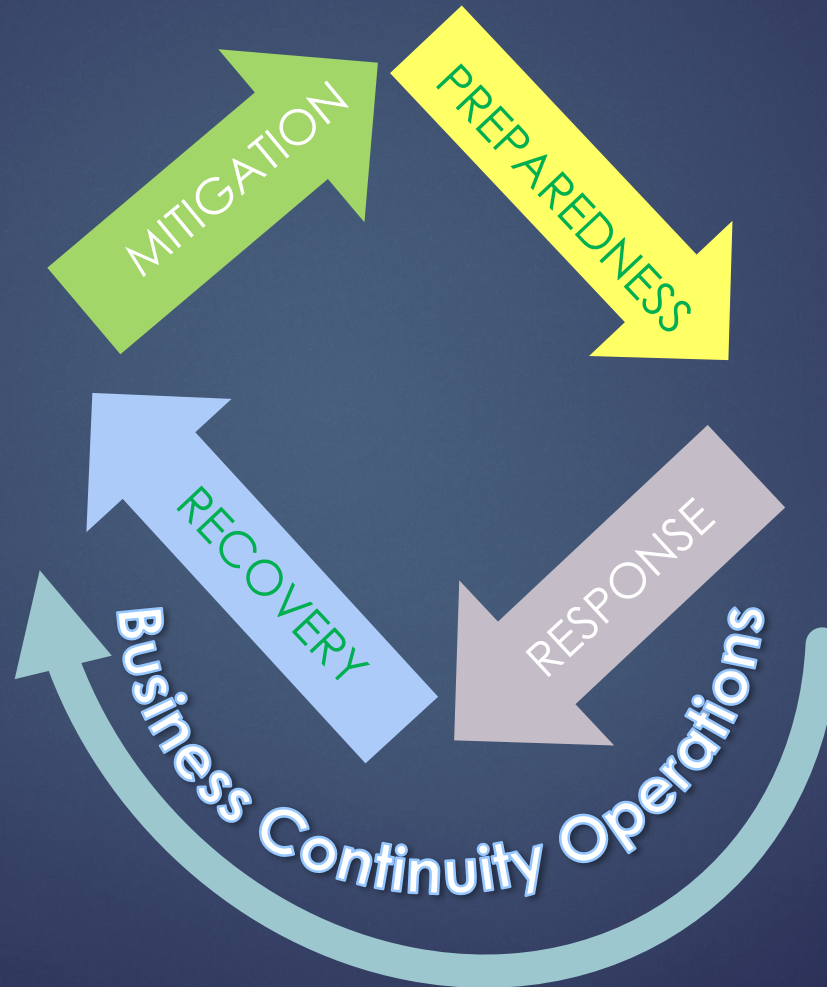 MITIGATION
PREPAREDNESS
RESPONSE
RECOVERY
Business Continuity Operations